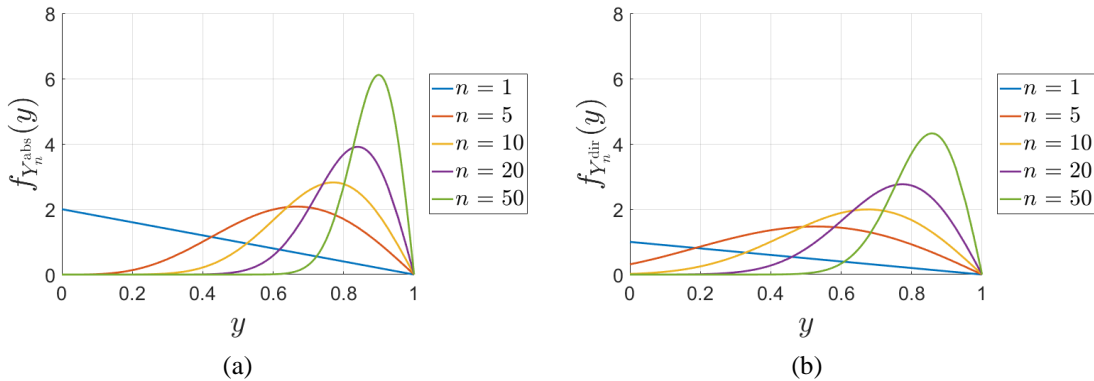 8
6
4
2
0
0 0.2 0.4 0.6 0.8 1
y
f_{Y_n^{abs}}(y)
n = 1
n = 5
n = 10
n = 20
n = 50
(a)
8
6
4
2
0
0 0.2 0.4 0.6 0.8 1
y
f_{Y_n^{dir}}(y)
n = 1
n = 5
n = 10
n = 20
n = 50
(b)